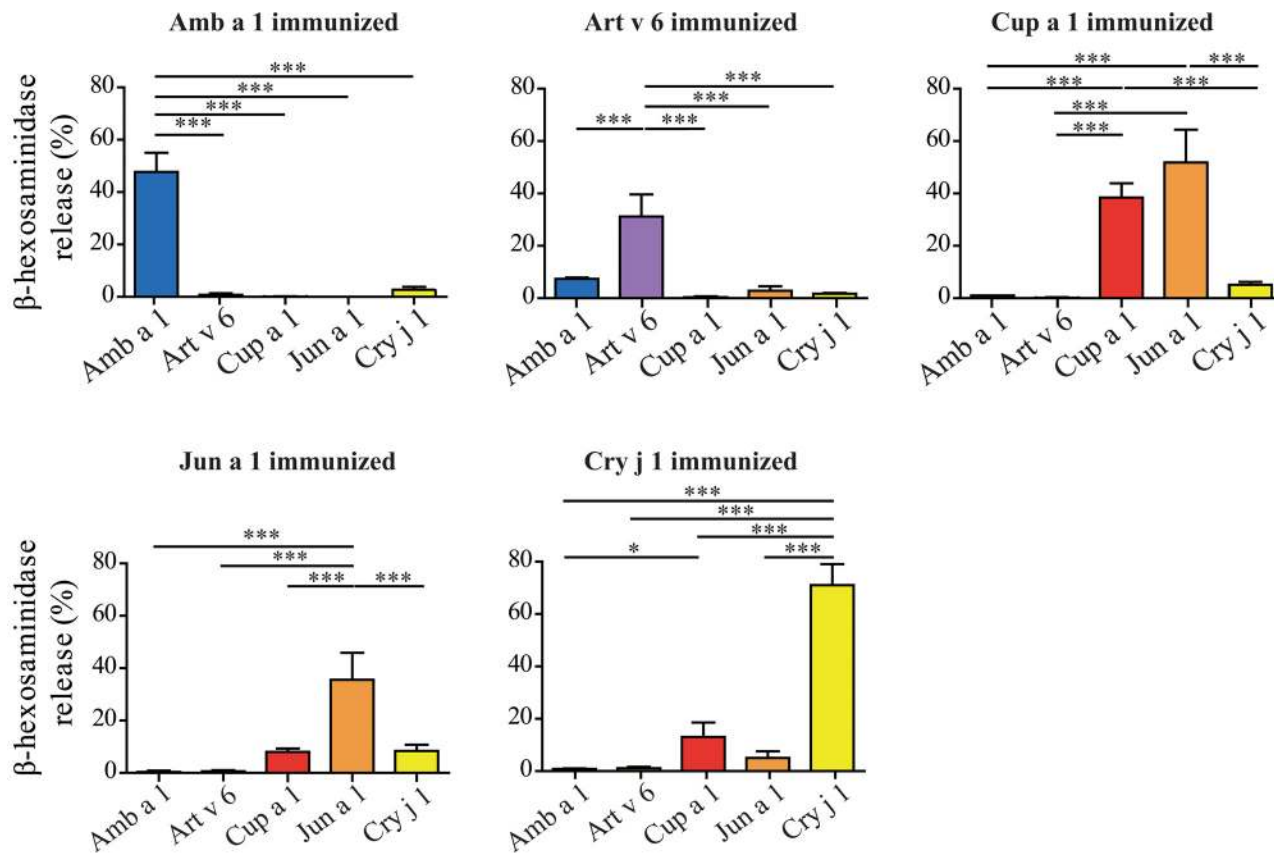 Amb a 1 immunized
β-hexosaminidase
release (%)
80
60
40
20
0
***
***
***
***
Amb a 1
Art v 6
Cup a 1
Jun a 1
Cry j 1
Art v 6 immunized
80
60
40
20
0
***
***
***
***
Amb a 1
Art v 6
Cup a 1
Jun a 1
Cry j 1
Cup a 1 immunized
80
60
40
20
0
***
***
***
***
***
***
Amb a 1
Art v 6
Cup a 1
Jun a 1
Cry j 1
Jun a 1 immunized
β-hexosaminidase
release (%)
80
60
40
20
0
***
***
***
***
Amb a 1
Art v 6
Cup a 1
Jun a 1
Cry j 1
Cry j 1 immunized
80
60
40
20
0
***
***
***
*
***
Amb a 1
Art v 6
Cup a 1
Jun a 1
Cry j 1